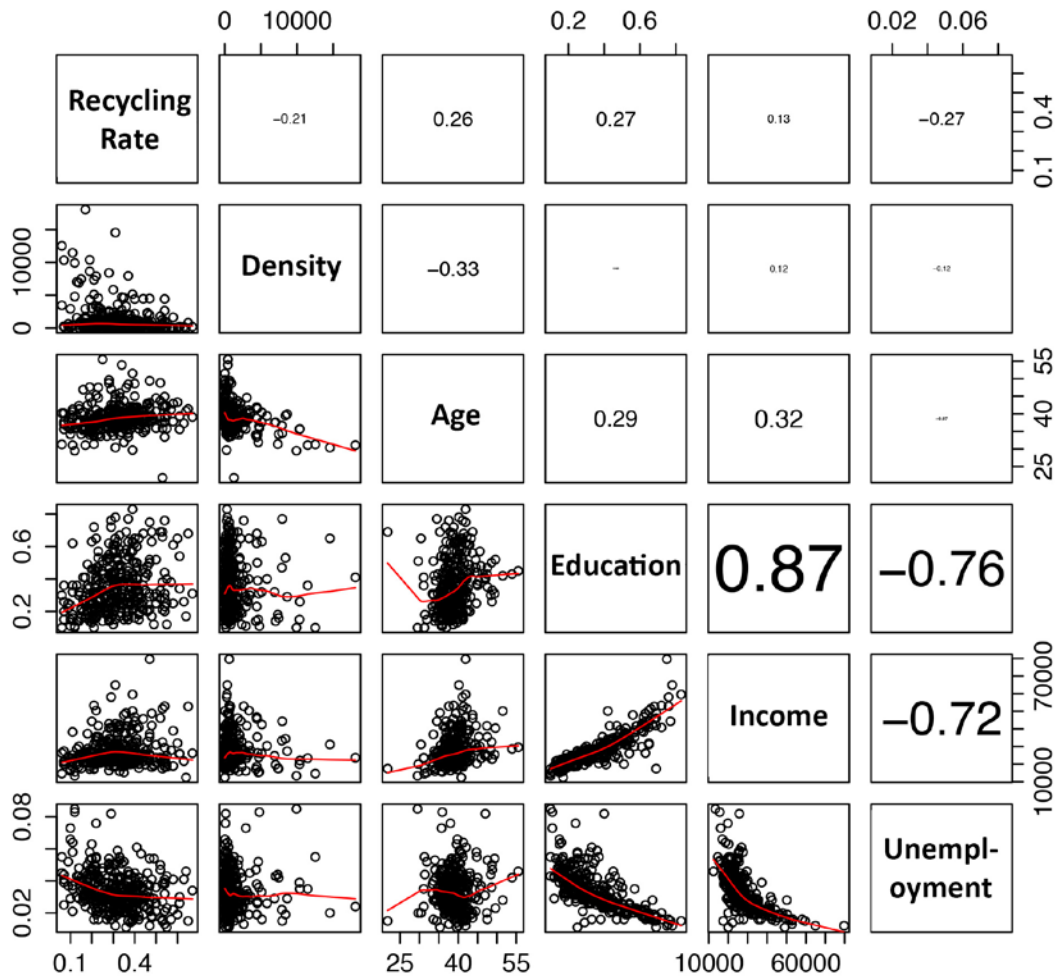 0 10000 0.2 0.6 0.02 0.06
Recycling
Rate
−0.21 0.26 0.27 0.13 −0.27
0.1 0.4
Density
−0.33 0.12 −0.12
0 10000
Age
0.29 0.32
25 40 55
Education
0.87 −0.76
0.2 0.6
Income
−0.72
10000 70000
Unempl-
oyment
0.02 0.08
0.1 0.4 25 40 55 10000 60000